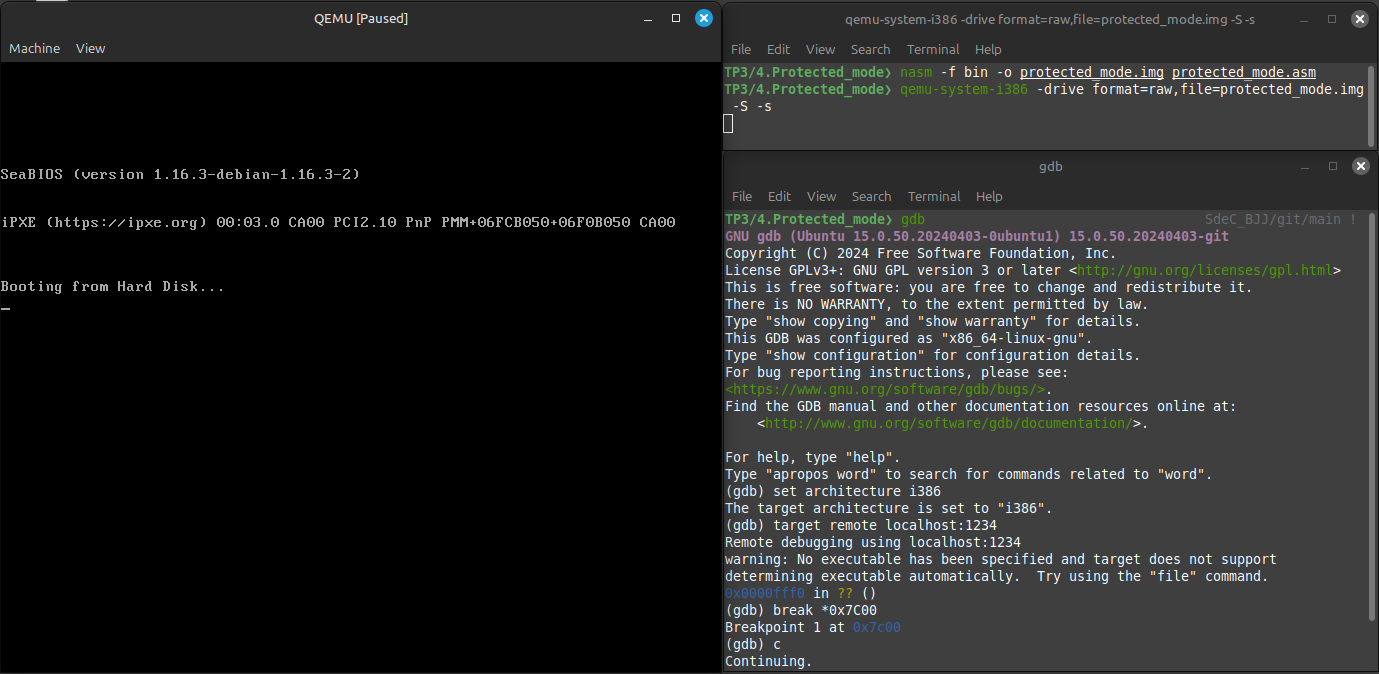 QEMU [Paused]
Machine View
SeaBIOS (version 1.16.3-debian-1.16.3-2)
iPXE (https://ipxe.org) 00:03.0 CA00 PCI2.10 PnP PMM+06FCB050+06F0B050 CA00
Booting from Hard Disk...
qemu-system-i386 -drive format=raw,file=protected_mode.img -S -s
File Edit View Search Terminal Help
TP3/4.Protected_mode❯ nasm -f bin -o protected_mode.img protected_mode.asm
TP3/4.Protected_mode❯ qemu-system-i386 -drive format=raw,file=protected_mode.img
-S -s
gdb
File Edit View Search Terminal Help
TP3/4.Protected_mode❯ gdb SdeC_BJJ/git/main !
GNU gdb (Ubuntu 15.0.50.20240403-0ubuntu1) 15.0.50.20240403-git
Copyright (C) 2024 Free Software Foundation, Inc.
License GPLv3+: GNU GPL version 3 or later <http://gnu.org/licenses/gpl.html>
This is free software: you are free to change and redistribute it.
There is NO WARRANTY, to the extent permitted by law.
Type "show copying" and "show warranty" for details.
This GDB was configured as "x86_64-linux-gnu".
Type "show configuration" for configuration details.
For bug reporting instructions, please see:
<https://www.gnu.org/software/gdb/bugs/>.
Find the GDB manual and other documentation resources online at:
<http://www.gnu.org/software/gdb/documentation/>.
For help, type "help".
Type "apropos word" to search for commands related to "word".
(gdb) set architecture i386
The target architecture is set to "i386".
(gdb) target remote localhost:1234
Remote debugging using localhost:1234
warning: No executable has been specified and target does not support
determining executable automatically.  Try using the "file" command.
0x0000fff0 in ?? ()
(gdb) break *0x7C00
Breakpoint 1 at 0x7c00
(gdb) c
Continuing.